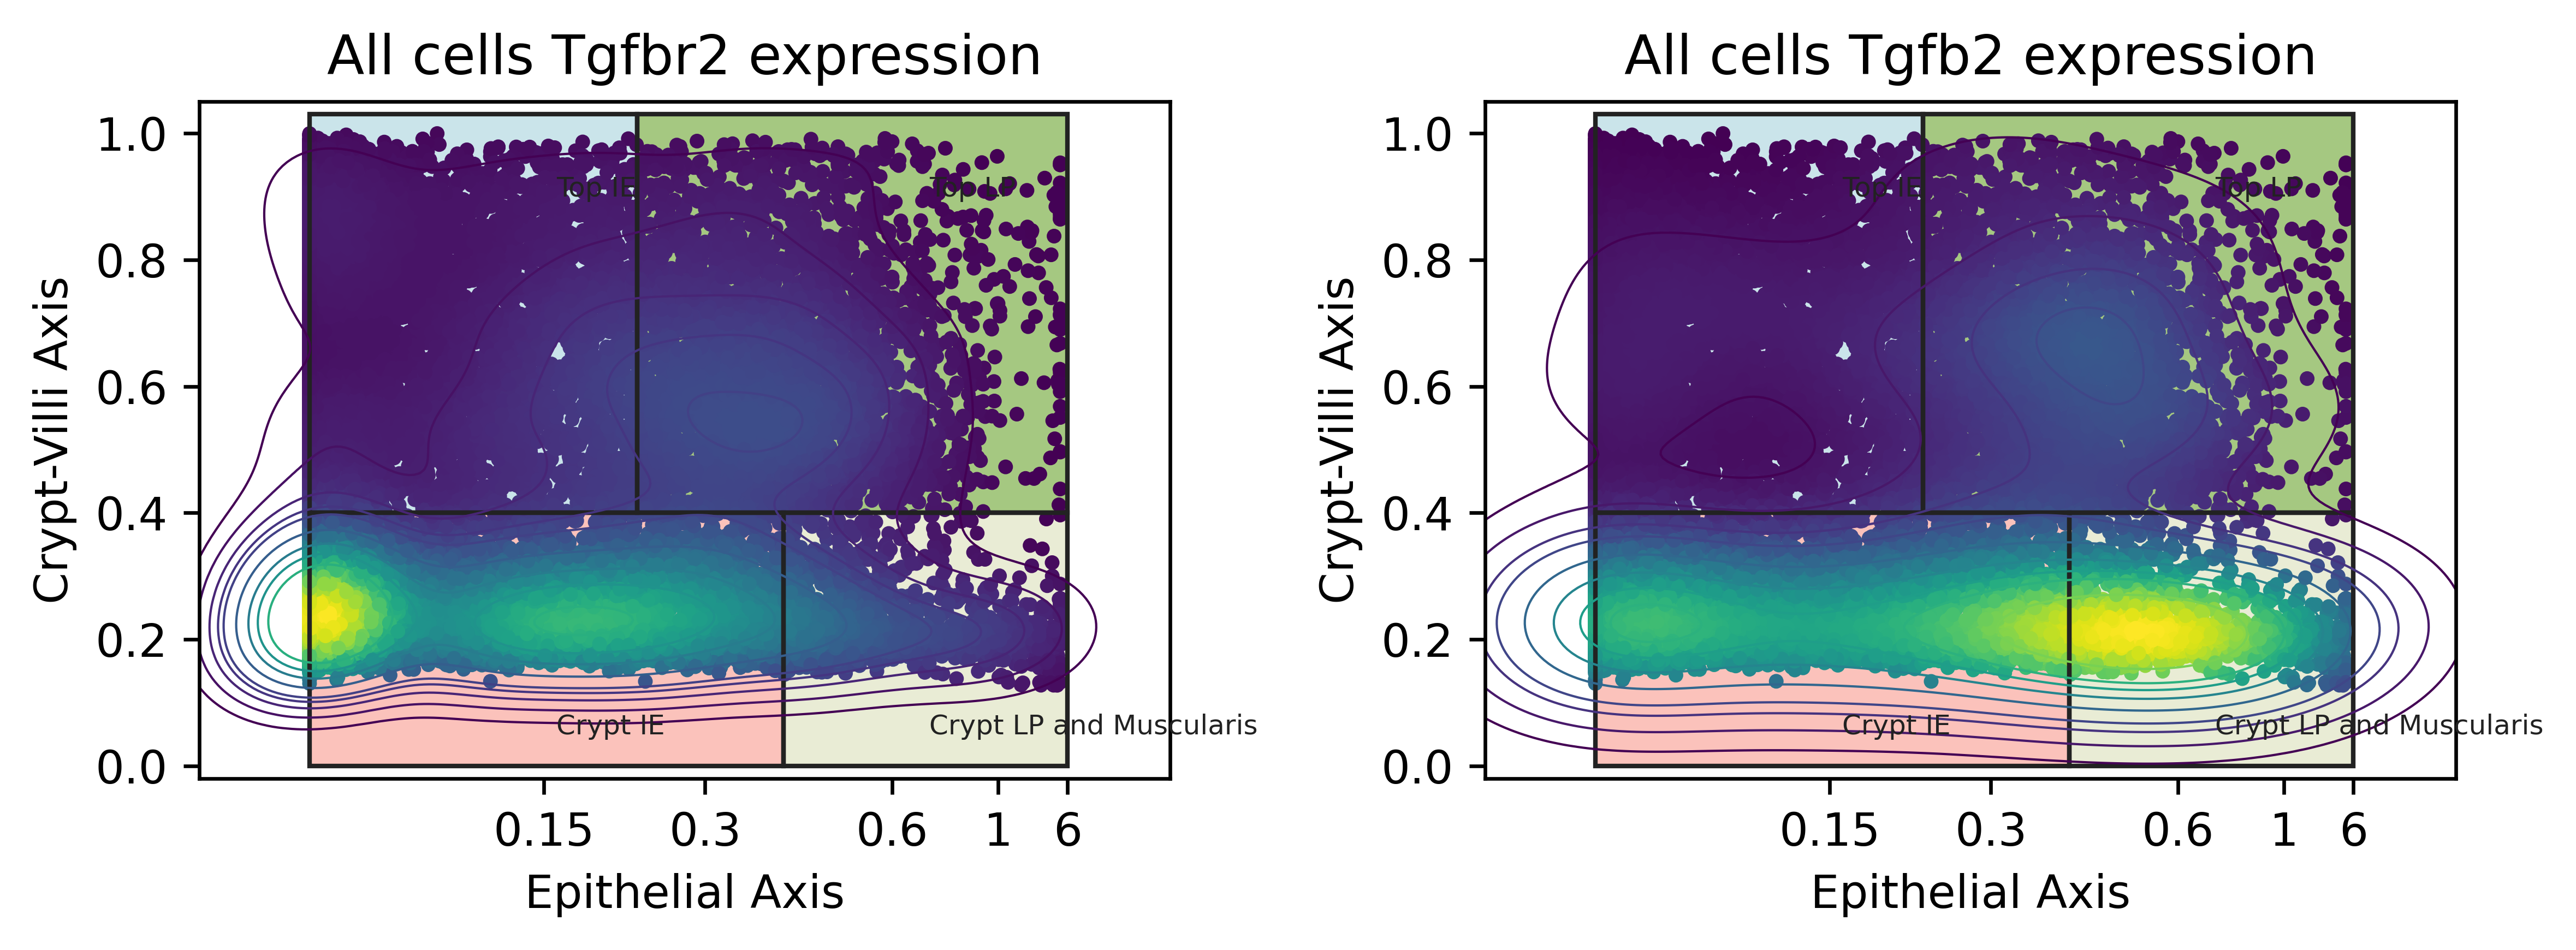 All cells Tgfbr2 expression
Crypt-Villi Axis
1.0
0.8
0.6
0.4
0.2
0.0
Top IE
Top LP
Crypt IE
Crypt LP and Muscularis
0.15 0.3 0.6 1 6
Epithelial Axis
All cells Tgfb2 expression
Crypt-Villi Axis
1.0
0.8
0.6
0.4
0.2
0.0
Top IE
Top LP
Crypt IE
Crypt LP and Muscularis
0.15 0.3 0.6 1 6
Epithelial Axis